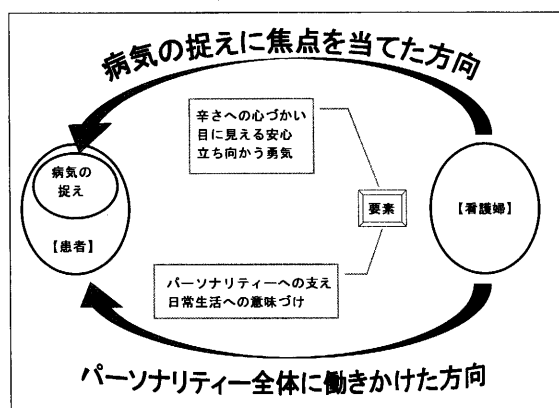 病気の捉えに焦点を当てた方向
辛さへの心づかい
目に見える安心
立ち向かう勇気
病気の
捉え
【患者】
要素
【看護婦】
パーソナリティーへの支え
日常生活への意味づけ
パーソナリティー全体に働きかけた方向